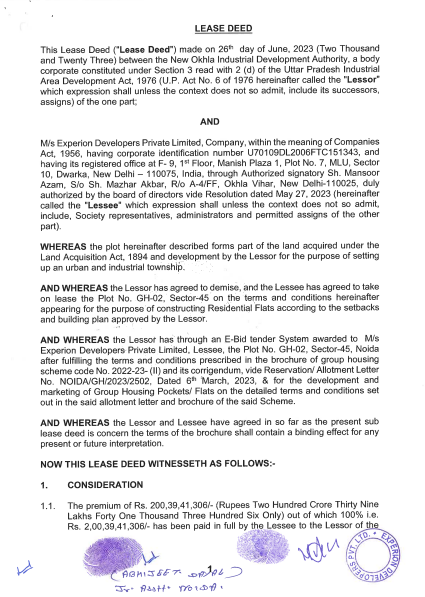 LEASE DEED
This Lease Deed ("Lease Deed") made on 26th day of June, 2023 (Two Thousand
and Twenty Three) between the New Okhla Industrial Development Authority, a body
corporate constituted under Section 3 read with 2 (d) of the Uttar Pradesh Industrial
Area Development Act, 1976 (U.P. Act No. 6 of 1976 hereinafter called the "Lessor"
which expression shall unless the context does not so admit, include its successors,
assigns) of the one part;
AND
M/s Experion Developers Private Limited, Company, within the meaning of Companies
Act, 1956, having corporate identification number U70109DL2006FTC151343, and
having its registered office at F- 9, 1st Floor, Manish Plaza 1, Plot No. 7, MLU, Sector
10, Dwarka, New Delhi – 110075, India, through Authorized signatory Sh. Mansoor
Azam, S/o Sh. Mazhar Akbar, R/o A-4/FF, Okhla Vihar, New Delhi-110025, duly
authorized by the board of directors vide Resolution dated May 27, 2023 (hereinafter
called the "Lessee" which expression shall unless the context does not so admit,
include, Society representatives, administrators and permitted assigns of the other
part).
WHEREAS the plot hereinafter described forms part of the land acquired under the
Land Acquisition Act, 1894 and development by the Lessor for the purpose of setting
up an urban and industrial township.
AND WHEREAS the Lessor has agreed to demise, and the Lessee has agreed to
take on lease the Plot No. GH-02, Sector-45 on the terms and conditions hereinafter
appearing for the purpose of constructing Residential Flats according to the setbacks
and building plan approved by the Lessor.
AND WHEREAS the Lessor has through an E-Bid tender System awarded to M/s
Experion Developers Private Limited, Lessee, the Plot No. GH-02, Sector-45, Noida
after fulfilling the terms and conditions prescribed in the brochure of group housing
scheme code No. 2022-23- (II) and its corrigendum, vide Reservation/ Allotment Letter
No. NOIDA/GH/2023/2502, Dated 6th March, 2023, & for the development and
marketing of Group Housing Pockets/ Flats on the detailed terms and conditions set
out in the said allotment letter and brochure of the said Scheme.
AND WHEREAS the Lessor and Lessee have agreed in so far as the present sub
lease deed is concern the terms of the brochure shall contain a binding effect for any
present or future interpretation.
NOW THIS LEASE DEED WITNESSETH AS FOLLOWS:-
1. CONSIDERATION
1.1. The premium of Rs. 200,39,41,306/- (Rupees Two Hundred Crore Thirty Nine
Lakhs Forty One Thousand Three Hundred Six Only) out of which 100% i.e.
Rs. 2,00,39,41,306/- has been paid in full by the Lessee to the Lessor of the
1
(ABHIJEET DAYAL)
Jr. Asstt. NOIDA.
EXPERION DEVELOPERS PVT. LTD.